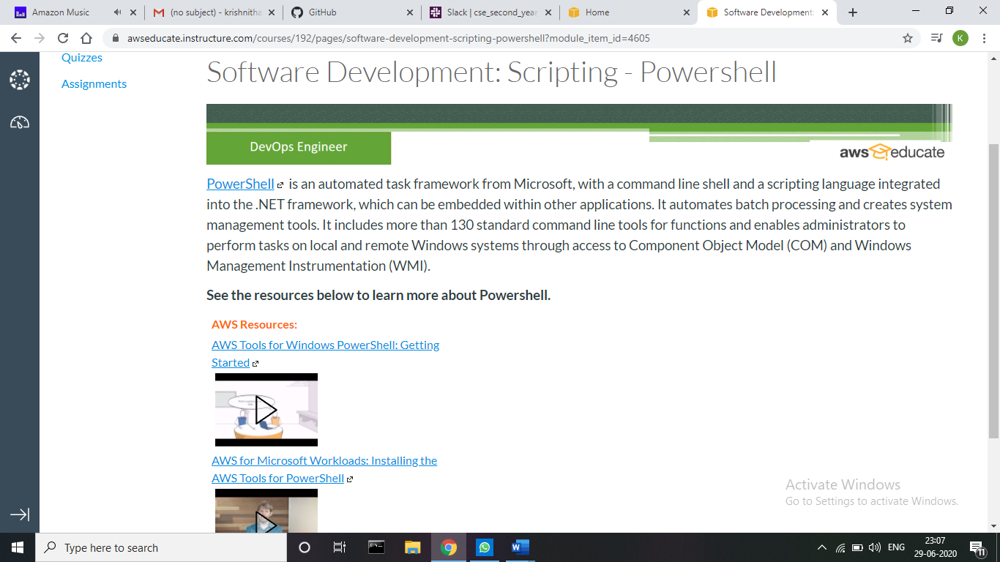 Amazon Music
(no subject) - krishnitha
GitHub
Slack | cse_second_year
Home
Software Development:
awseducate.instructure.com/courses/192/pages/software-development-scripting-powershell?module_item_id=4605
K
Quizzes
Assignments
Software Development: Scripting - Powershell
DevOps Engineer
aws educate
PowerShell is an automated task framework from Microsoft, with a command line shell and a scripting language integrated
into the .NET framework, which can be embedded within other applications. It automates batch processing and creates system
management tools. It includes more than 130 standard command line tools for functions and enables administrators to
perform tasks on local and remote Windows systems through access to Component Object Model (COM) and Windows
Management Instrumentation (WMI).
See the resources below to learn more about Powershell.
AWS Resources:
AWS Tools for Windows PowerShell: Getting
Started
AWS for Microsoft Workloads: Installing the
AWS Tools for PowerShell
Activate Windows
Go to Settings to activate Windows.
Type here to search
ENG
23:07
29-06-2020
11